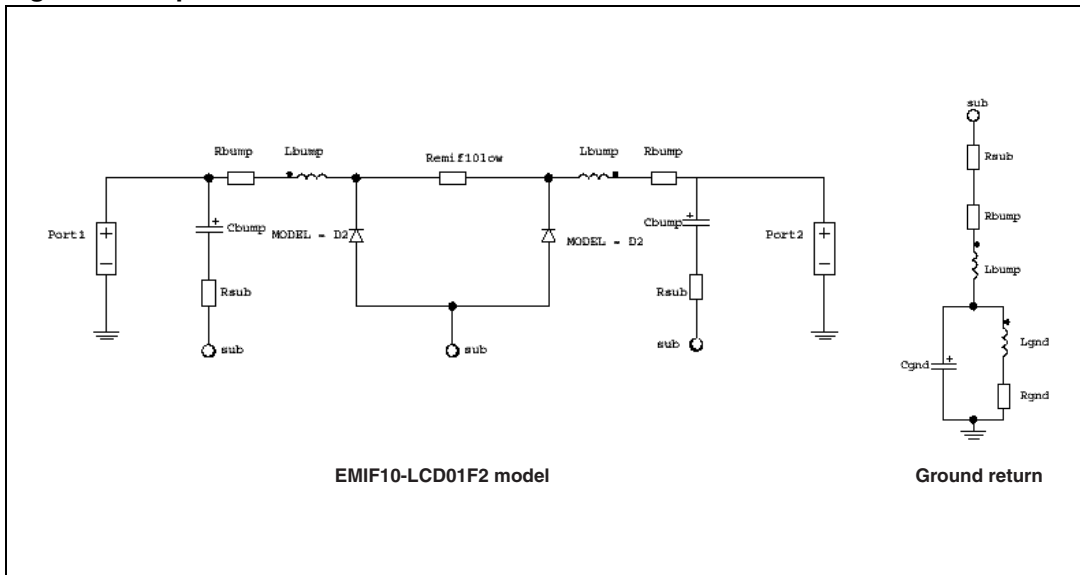 sub
Rbump Lbump
Remif10low
Lbump Rbump
Rsub
Rbump
Port1
Cbump
MODEL - D2
MODEL - D2
Cbump
Port2
Lbump
Rsub
Rsub
sub
sub
sub
Lgnd
Cgnd
Rgnd
EMIF10-LCD01F2 model
Ground return